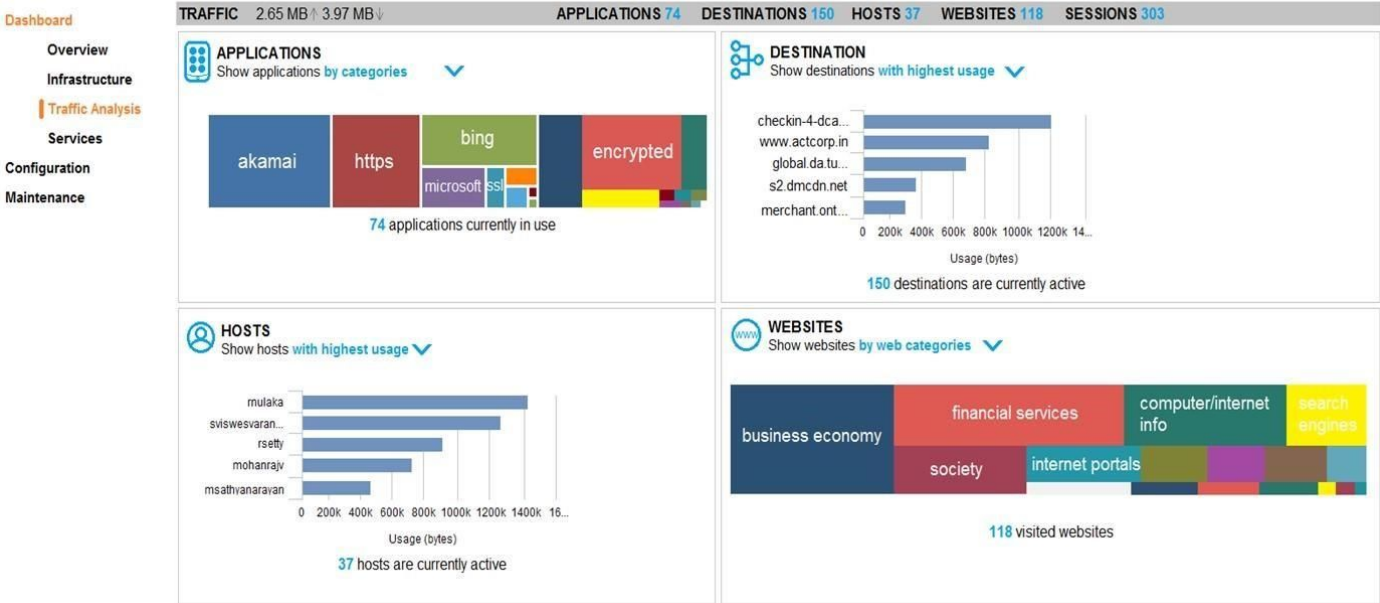 Dashboard
Overview
Infrastructure
Traffic Analysis
Services
Configuration
Maintenance
TRAFFIC 2.65 MB↑ 3.97 MB↓ APPLICATIONS 74 DESTINATIONS 150 HOSTS 37 WEBSITES 118 SESSIONS 303
APPLICATIONS
Show applications by categories
akamai
https
bing
microsoft
ssl
encrypted
74 applications currently in use
DESTINATION
Show destinations with highest usage
checkin-4-dca...
www.actcorp.in
global.da.tu...
s2.dmcdn.net
merchant.ont...
0 200k 400k 600k 800k 1000k 1200k 14...
Usage (bytes)
150 destinations are currently active
HOSTS
Show hosts with highest usage
mulaka
sviswesvaran...
rsetty
mohanrajv
msathyanarayan
0 200k 400k 600k 800k 1000k 1200k 1400k 16...
Usage (bytes)
37 hosts are currently active
www
WEBSITES
Show websites by web categories
business economy
financial services
computer/internet
info
search
engines
society
internet portals
118 visited websites